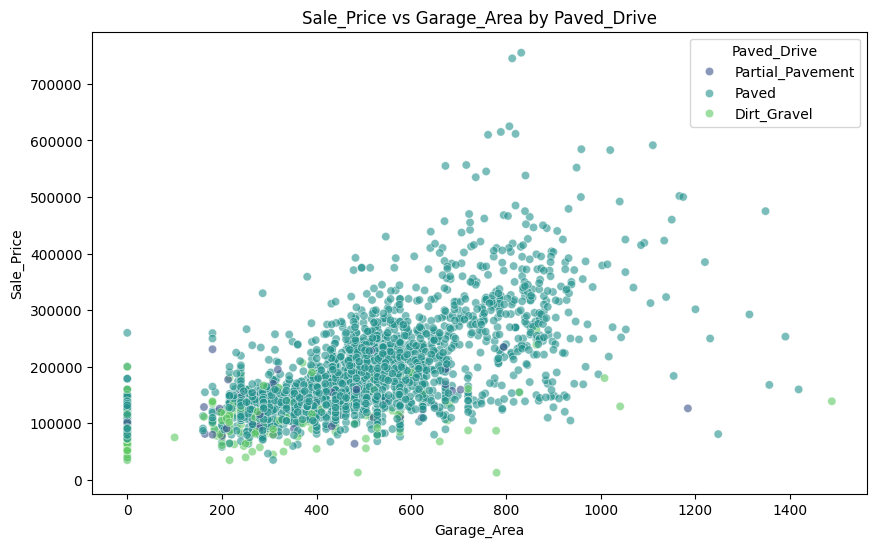 Sale_Price vs Garage_Area by Paved_Drive
Paved_Drive
Partial_Pavement
Paved
Dirt_Gravel
700000
600000
500000
400000
300000
200000
100000
0
Sale_Price
0 200 400 600 800 1000 1200 1400
Garage_Area